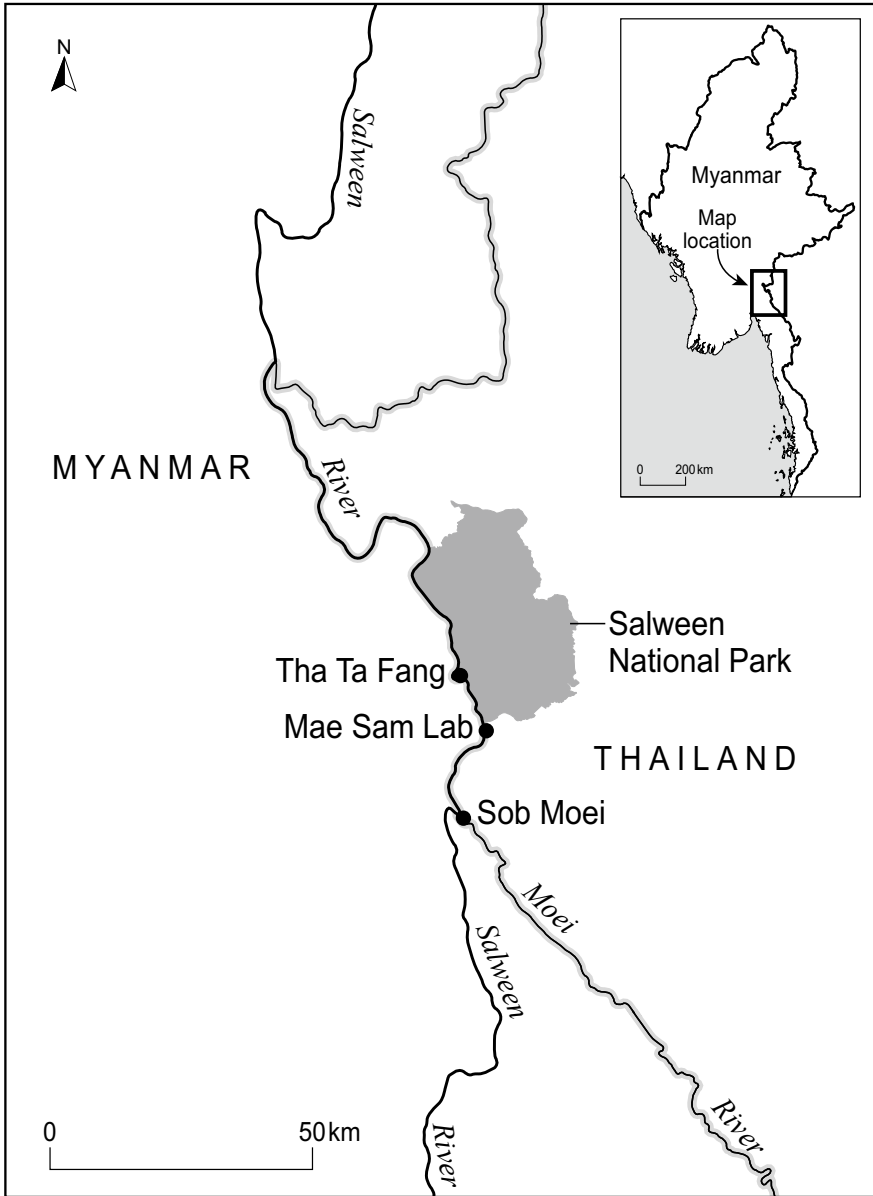 N
Salween
River
MYANMAR
Myanmar
Map
location
0 200 km
Salween
National Park
Tha Ta Fang
Mae Sam Lab
THAILAND
Sob Moei
Moei
River
Salween
River
0 50 km